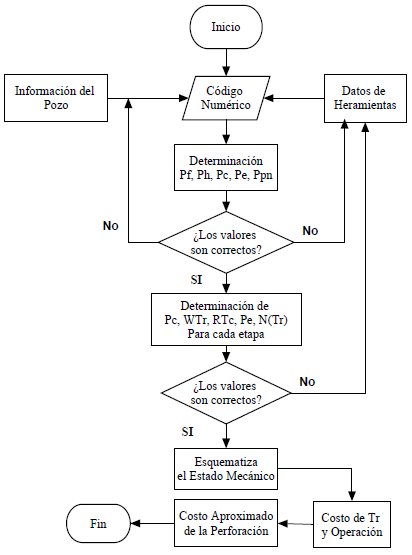 Inicio
Información del
Pozo
Código
Numérico
Datos de
Heramientas
Determinación
Pf, Ph, Pc, Pe, Ppn
No
¿Los valores
son correctos?
No
SI
Determinación de
Pc, WTr, RTc, Pe, N(Tr)
Para cada etapa
¿Los valores
son correctos?
No
SI
Esquematiza
el Estado Mecánico
Fin
Costo Aproximado
de la Perforación
Costo de Tr
y Operación